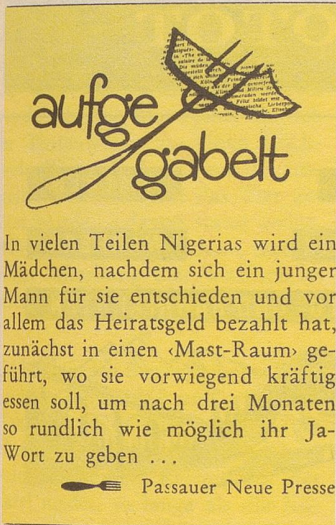 aufge
gabelt
In vielen Teilen Nigerias wird ein
Mädchen, nachdem sich ein junger
Mann für sie entschieden und vor
allem das Heiratsgeld bezahlt hat,
zunächst in einen ‹Mast-Raum› ge-
führt, wo sie vorwiegend kräftig
essen soll, um nach drei Monaten
so rundlich wie möglich ihr Ja-
Wort zu geben ...
Passauer Neue Presse